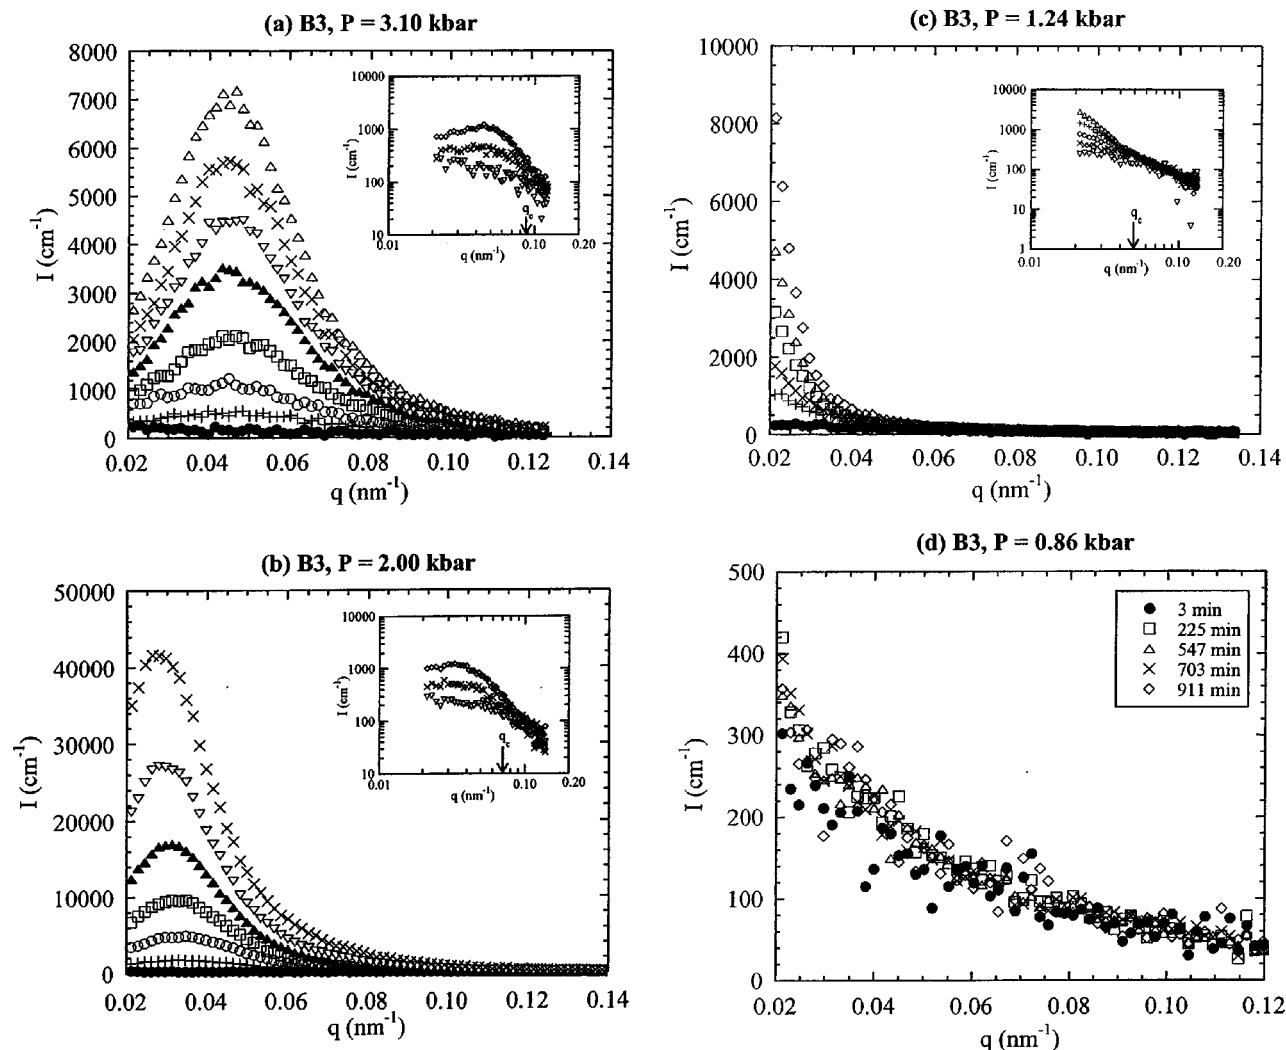 (a) B3, P = 3.10 kbar
8000
7000
6000
5000
4000
3000
2000
1000
0
I (cm-1)
0.02 0.04 0.06 0.08 0.10 0.12 0.14
q (nm-1)
10000
1000
100
10
I (cm-1)
qc
0.01 0.10 0.20
q (nm-1)
(b) B3, P = 2.00 kbar
50000
40000
30000
20000
10000
0
I (cm-1)
0.02 0.04 0.06 0.08 0.10 0.12 0.14
q (nm-1)
10000
1000
100
10
I (cm-1)
qc
0.01 0.10 0.20
q (nm-1)
(c) B3, P = 1.24 kbar
10000
8000
6000
4000
2000
0
I (cm-1)
0.02 0.04 0.06 0.08 0.10 0.12 0.14
q (nm-1)
10000
1000
100
10
1
I (cm-1)
qc
0.01 0.10 0.20
q (nm-1)
(d) B3, P = 0.86 kbar
500
400
300
200
100
0
I (cm-1)
0.02 0.04 0.06 0.08 0.10 0.12
q (nm-1)
3 min
225 min
547 min
703 min
911 min